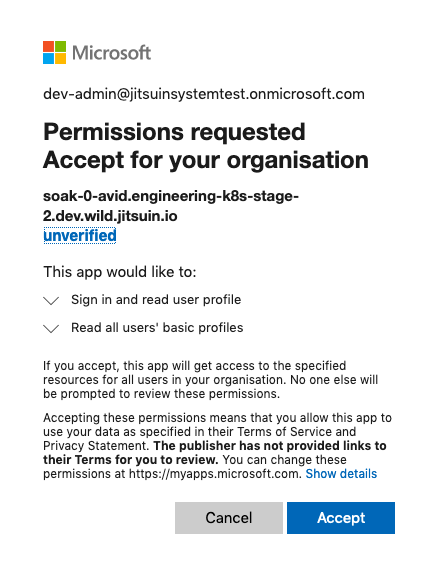 Microsoft
dev-admin@jitsuinsystemtest.onmicrosoft.com
Permissions requested
Accept for your organisation
soak-0-avid.engineering-k8s-stage-
2.dev.wild.jitsuin.io
unverified
This app would like to:
Sign in and read user profile
Read all users' basic profiles
If you accept, this app will get access to the specified
resources for all users in your organisation. No one else will
be prompted to review these permissions.
Accepting these permissions means that you allow this app to
use your data as specified in their Terms of Service and
Privacy Statement. The publisher has not provided links to
their Terms for you to review. You can change these
permissions at https://myapps.microsoft.com. Show details
Cancel
Accept